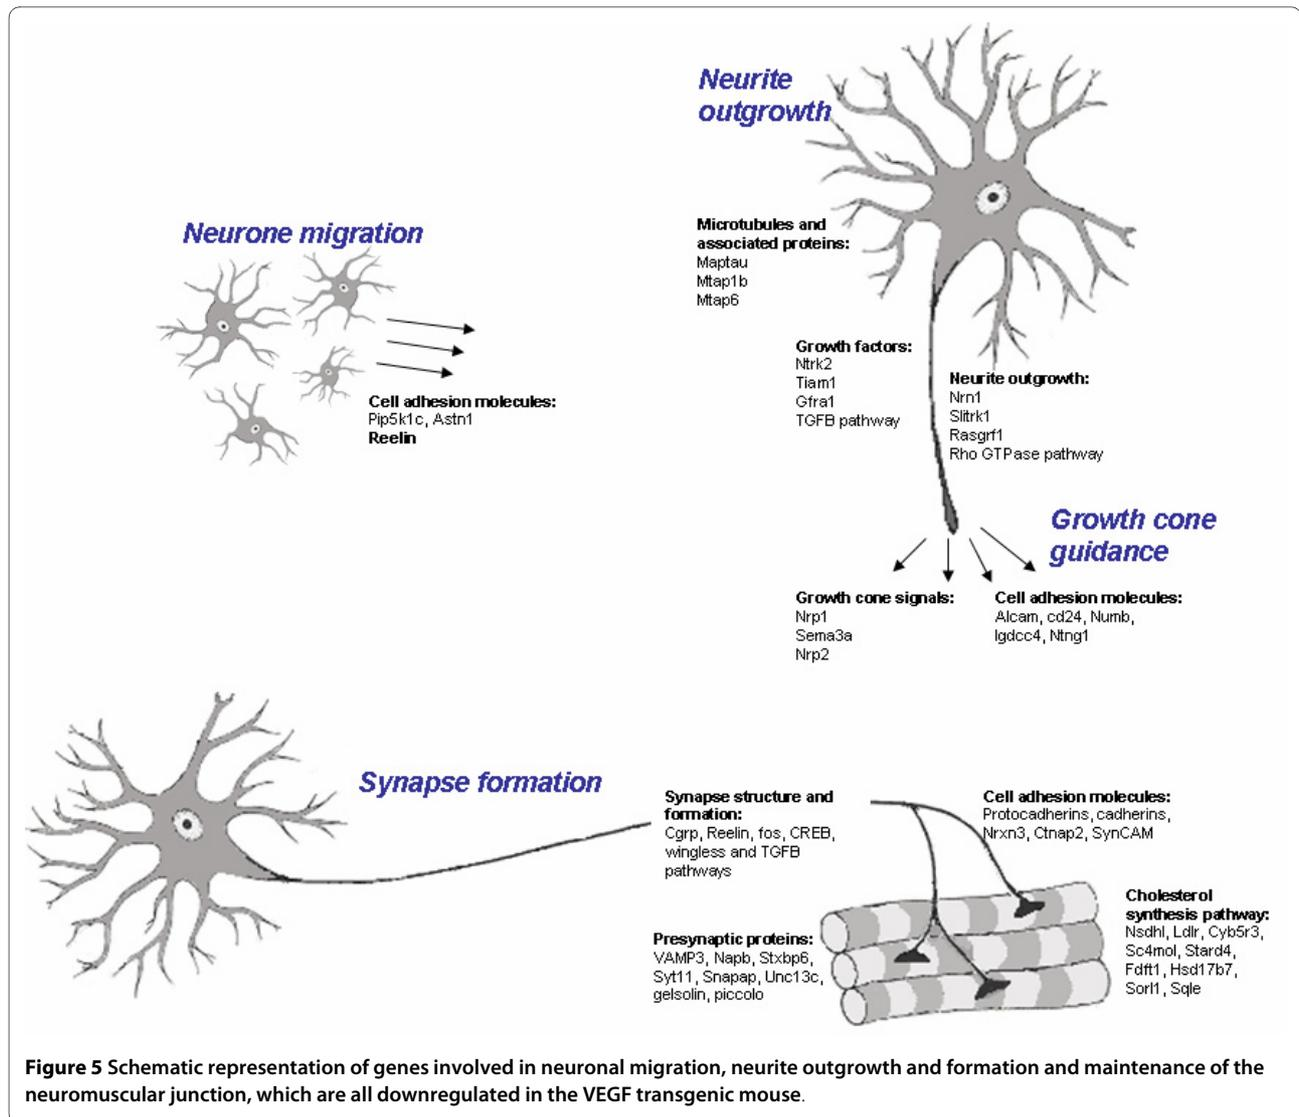 Neurite
outgrowth
Microtubules and
associated proteins:
Maptau
Mtap1b
Mtap6
Neurone migration
Cell adhesion molecules:
Pip5k1c, Astn1
Reelin
Growth factors:
Ntrk2
Tiam1
Gfra1
TGFB pathway
Neurite outgrowth:
Nrn1
Slitrk1
Rasgrf1
Rho GTPase pathway
Growth cone
guidance
Growth cone signals:
Nrp1
Sema3a
Nrp2
Cell adhesion molecules:
Alcam, cd24, Numb,
Igdcc4, Ntng1
Synapse formation
Synapse structure and
formation:
Cgrp, Reelin, fos, CREB,
wingless and TGFB
pathways
Cell adhesion molecules:
Protocadherins, cadherins,
Nrxn3, Ctnap2, SynCAM
Presynaptic proteins:
VAMP3, Napb, Stxbp6,
Syt11, Snapap, Unc13c,
gelsolin, piccolo
Cholesterol
synthesis pathway:
Nsdhl, Ldlr, Cyb5r3,
Sc4mol, Stard4,
Fdft1, Hsd17b7,
Sorl1, Sqle
Figure 5 Schematic representation of genes involved in neuronal migration, neurite outgrowth and formation and maintenance of the
neuromuscular junction, which are all downregulated in the VEGF transgenic mouse.